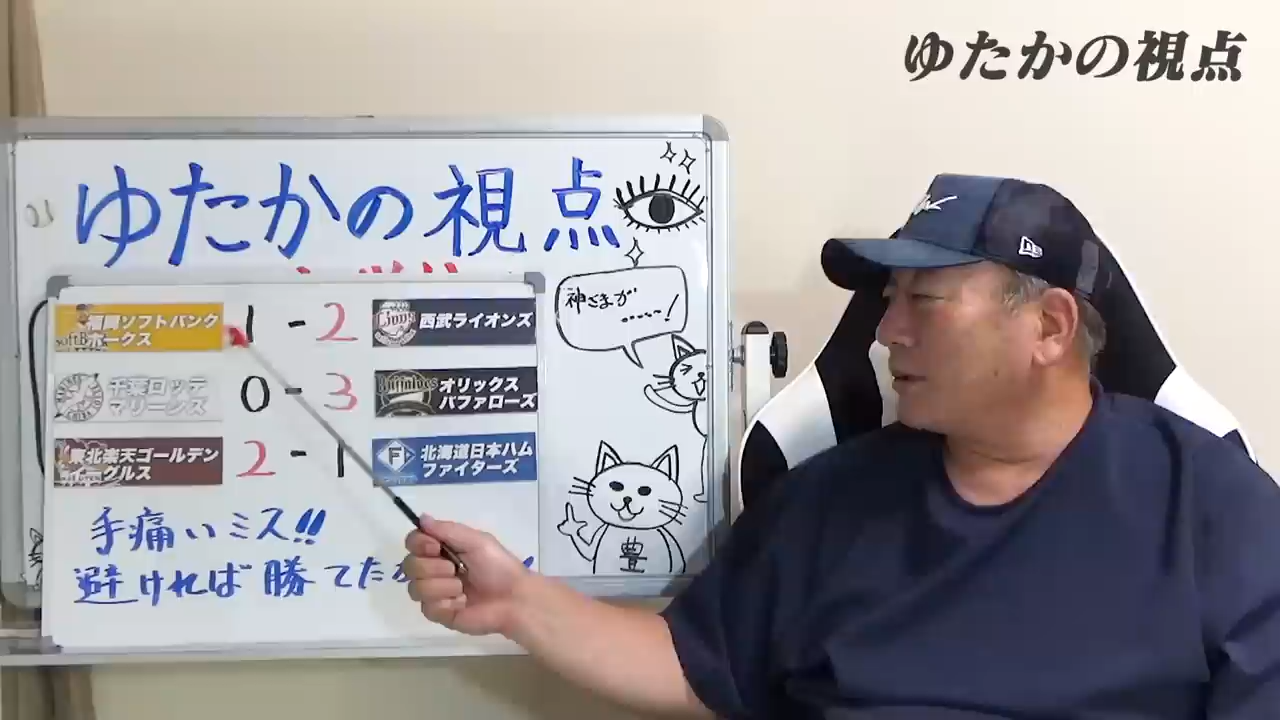 ゆたかの視点
ゆたかの視点
神さまが
……!
福岡ソフトバンク
ホークス
1 - 2
Lions
西武ライオンズ
千葉ロッテ
マリーンズ
0 - 3
Buffaloes
オリックス
バファローズ
東北楽天ゴールデン
イーグルス
2 - 1
F
北海道日本ハム
ファイターズ
手痛いミス!!
避ければ勝てた
豊